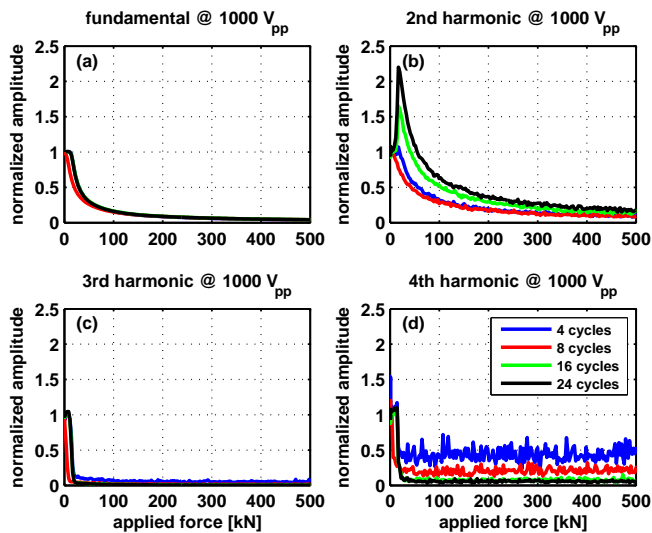 fundamental @ 1000 Vpp
2nd harmonic @ 1000 Vpp
(a)
(b)
normalized amplitude
normalized amplitude
2.5
2
1.5
1
0.5
0
2.5
2
1.5
1
0.5
0
0 100 200 300 400 500
0 100 200 300 400 500
3rd harmonic @ 1000 Vpp
4th harmonic @ 1000 Vpp
(c)
(d)
4 cycles
8 cycles
16 cycles
24 cycles
normalized amplitude
normalized amplitude
2.5
2
1.5
1
0.5
0
2.5
2
1.5
1
0.5
0
0 100 200 300 400 500
0 100 200 300 400 500
applied force [kN]
applied force [kN]